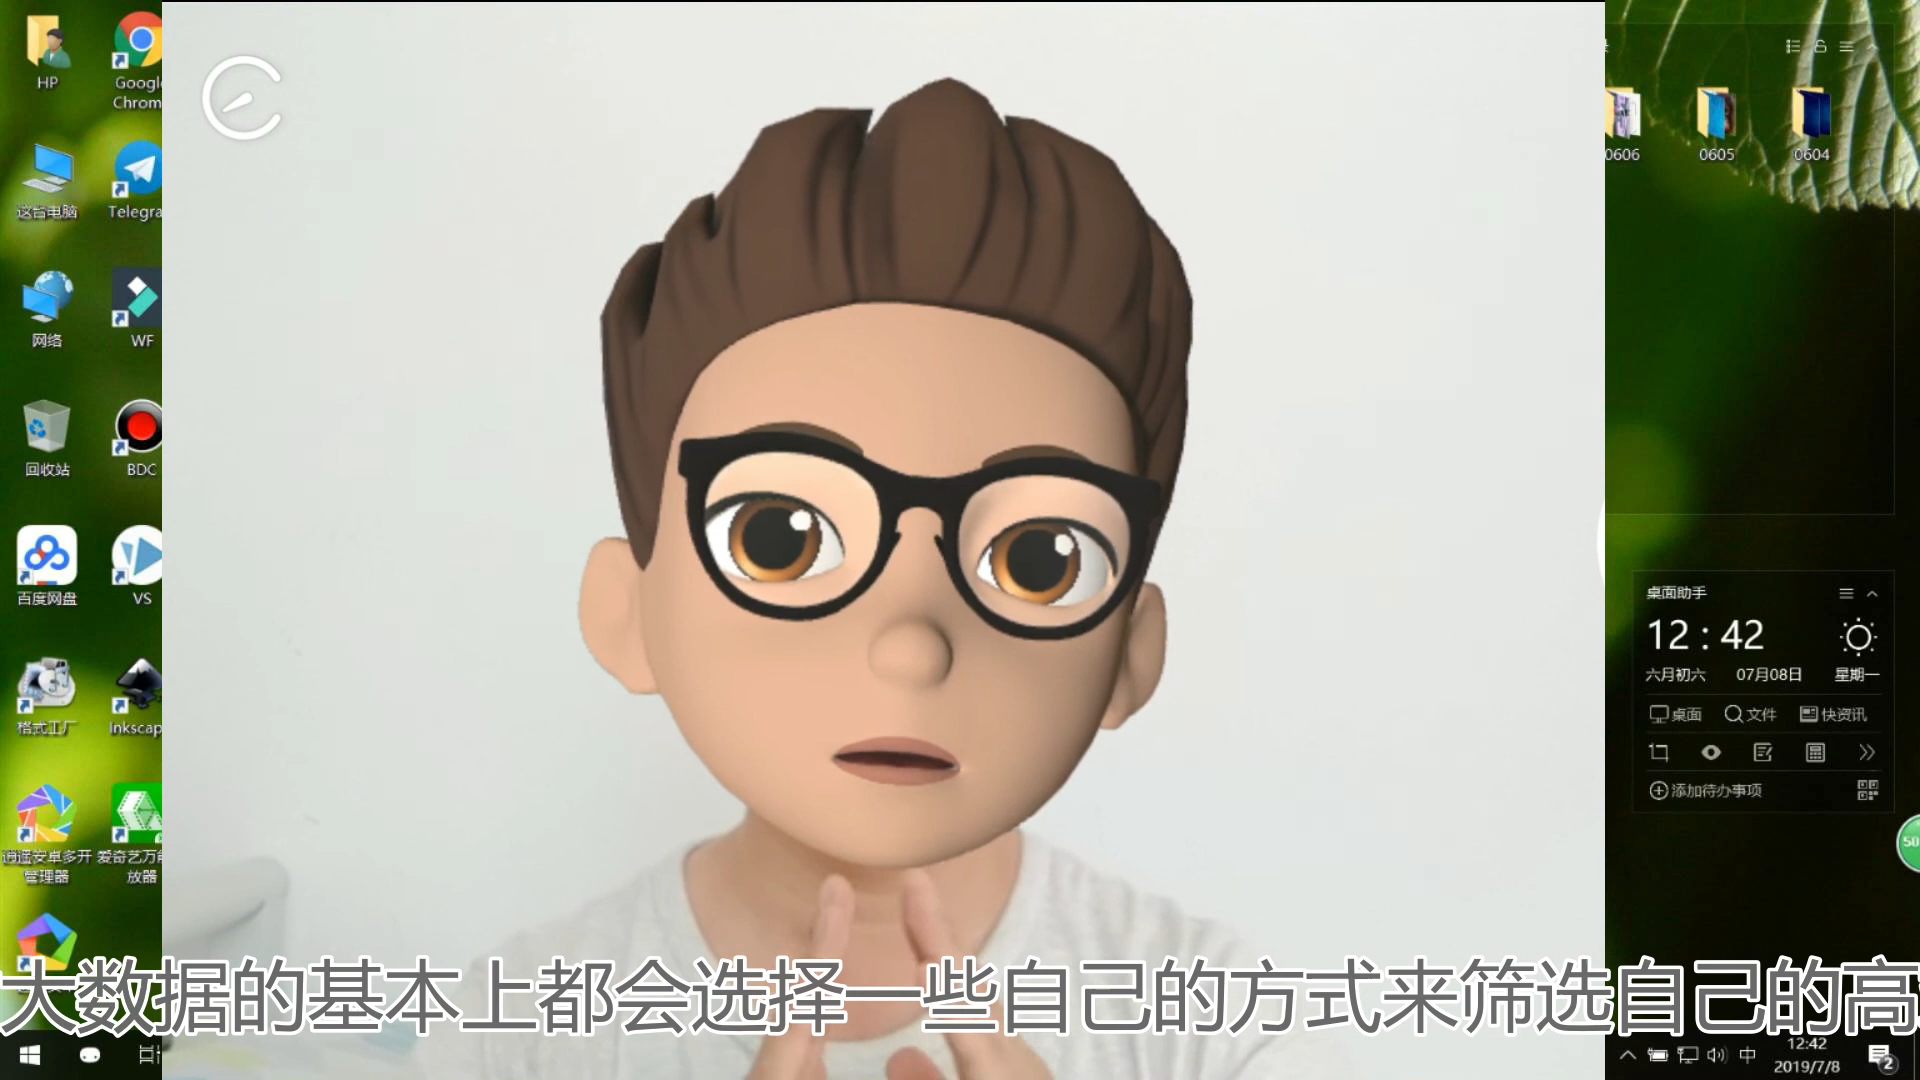 HP
Googl
Chrom
这台电脑
Telegra
网络
WF
回收站
BDC
百度网盘
VS
格式工厂
Inkscap
逍遥安卓多开
管理器
爱奇艺万能
放器
0606
0605
0604
桌面助手
12:42
六月初六 07月08日 星期一
桌面 文件 快资讯
添加待办事项
50
大数据的基本上都会选择一些自己的方式来筛选自己的高
中
12:42
2019/7/8
2